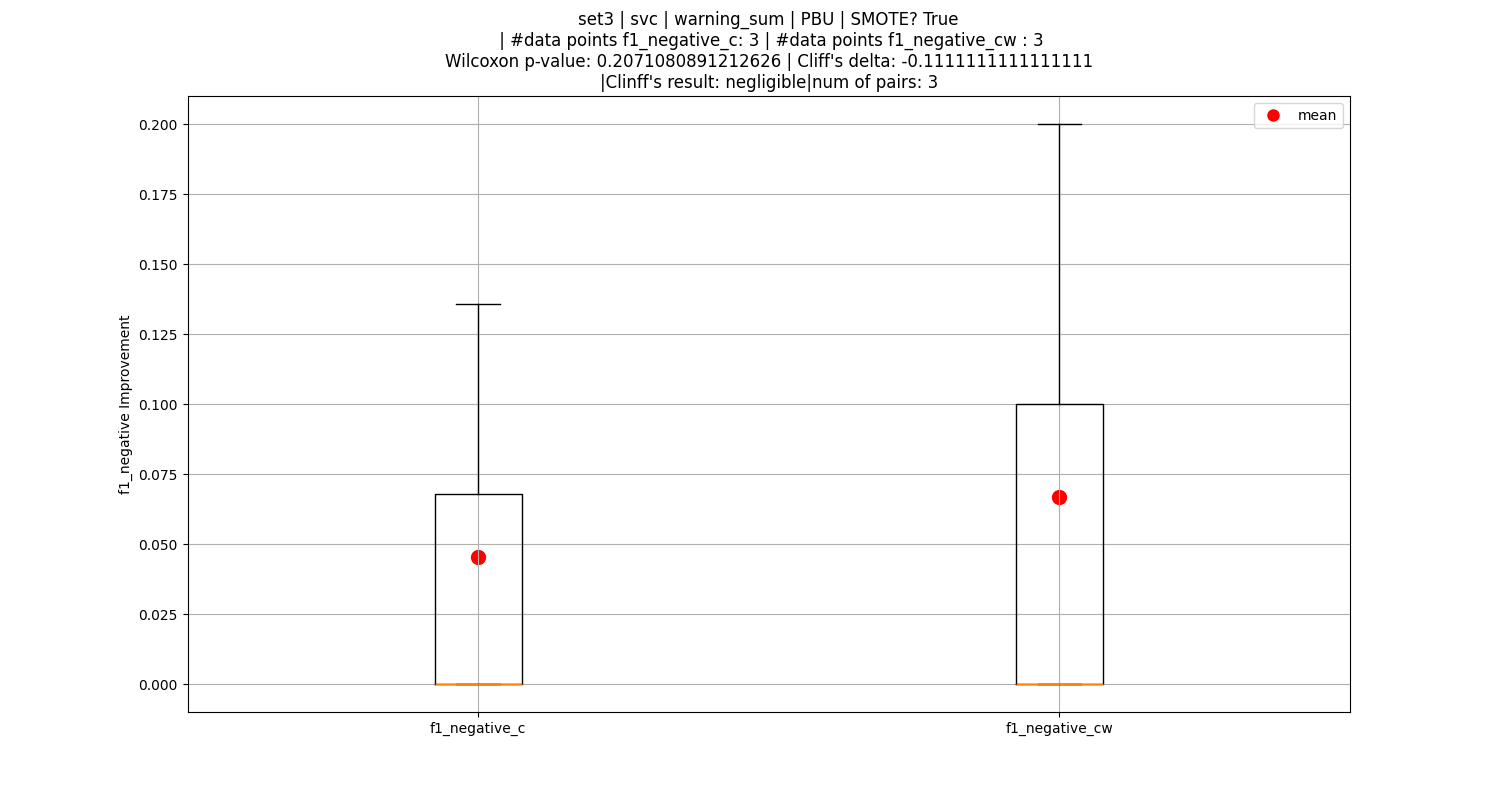 set3 | svc | warning_sum | PBU | SMOTE? True
| #data points f1_negative_c: 3 | #data points f1_negative_cw : 3
Wilcoxon p-value: 0.2071080891212626 | Cliff's delta: -0.1111111111111111
|Clinff's result: negligible|num of pairs: 3
mean
0.200
0.175
0.150
0.125
0.100
0.075
0.050
0.025
0.000
f1_negative Improvement
f1_negative_c
f1_negative_cw